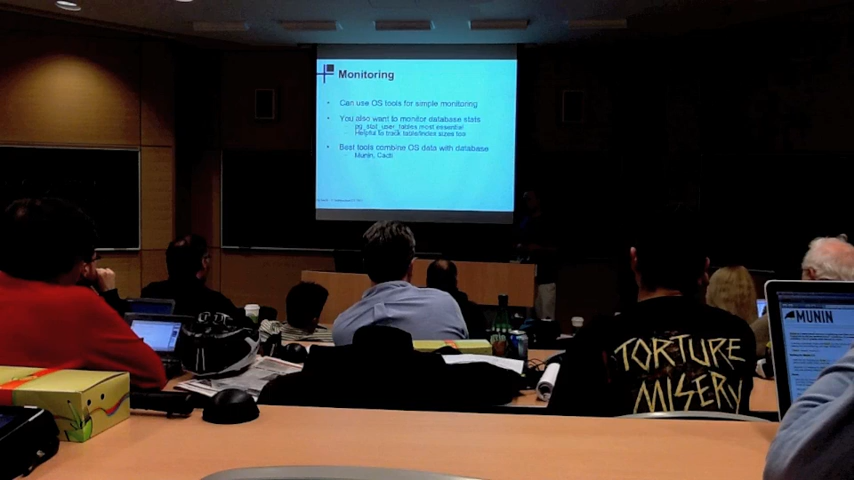 Monitoring
Can use OS tools for simple monitoring
You also want to monitor database stats
pg_stat_user_tables most essential
Helpful to track table/index sizes too
Best tools combine OS data with database
Munin, Cacti
MUNIN
TORTURE
MISERY